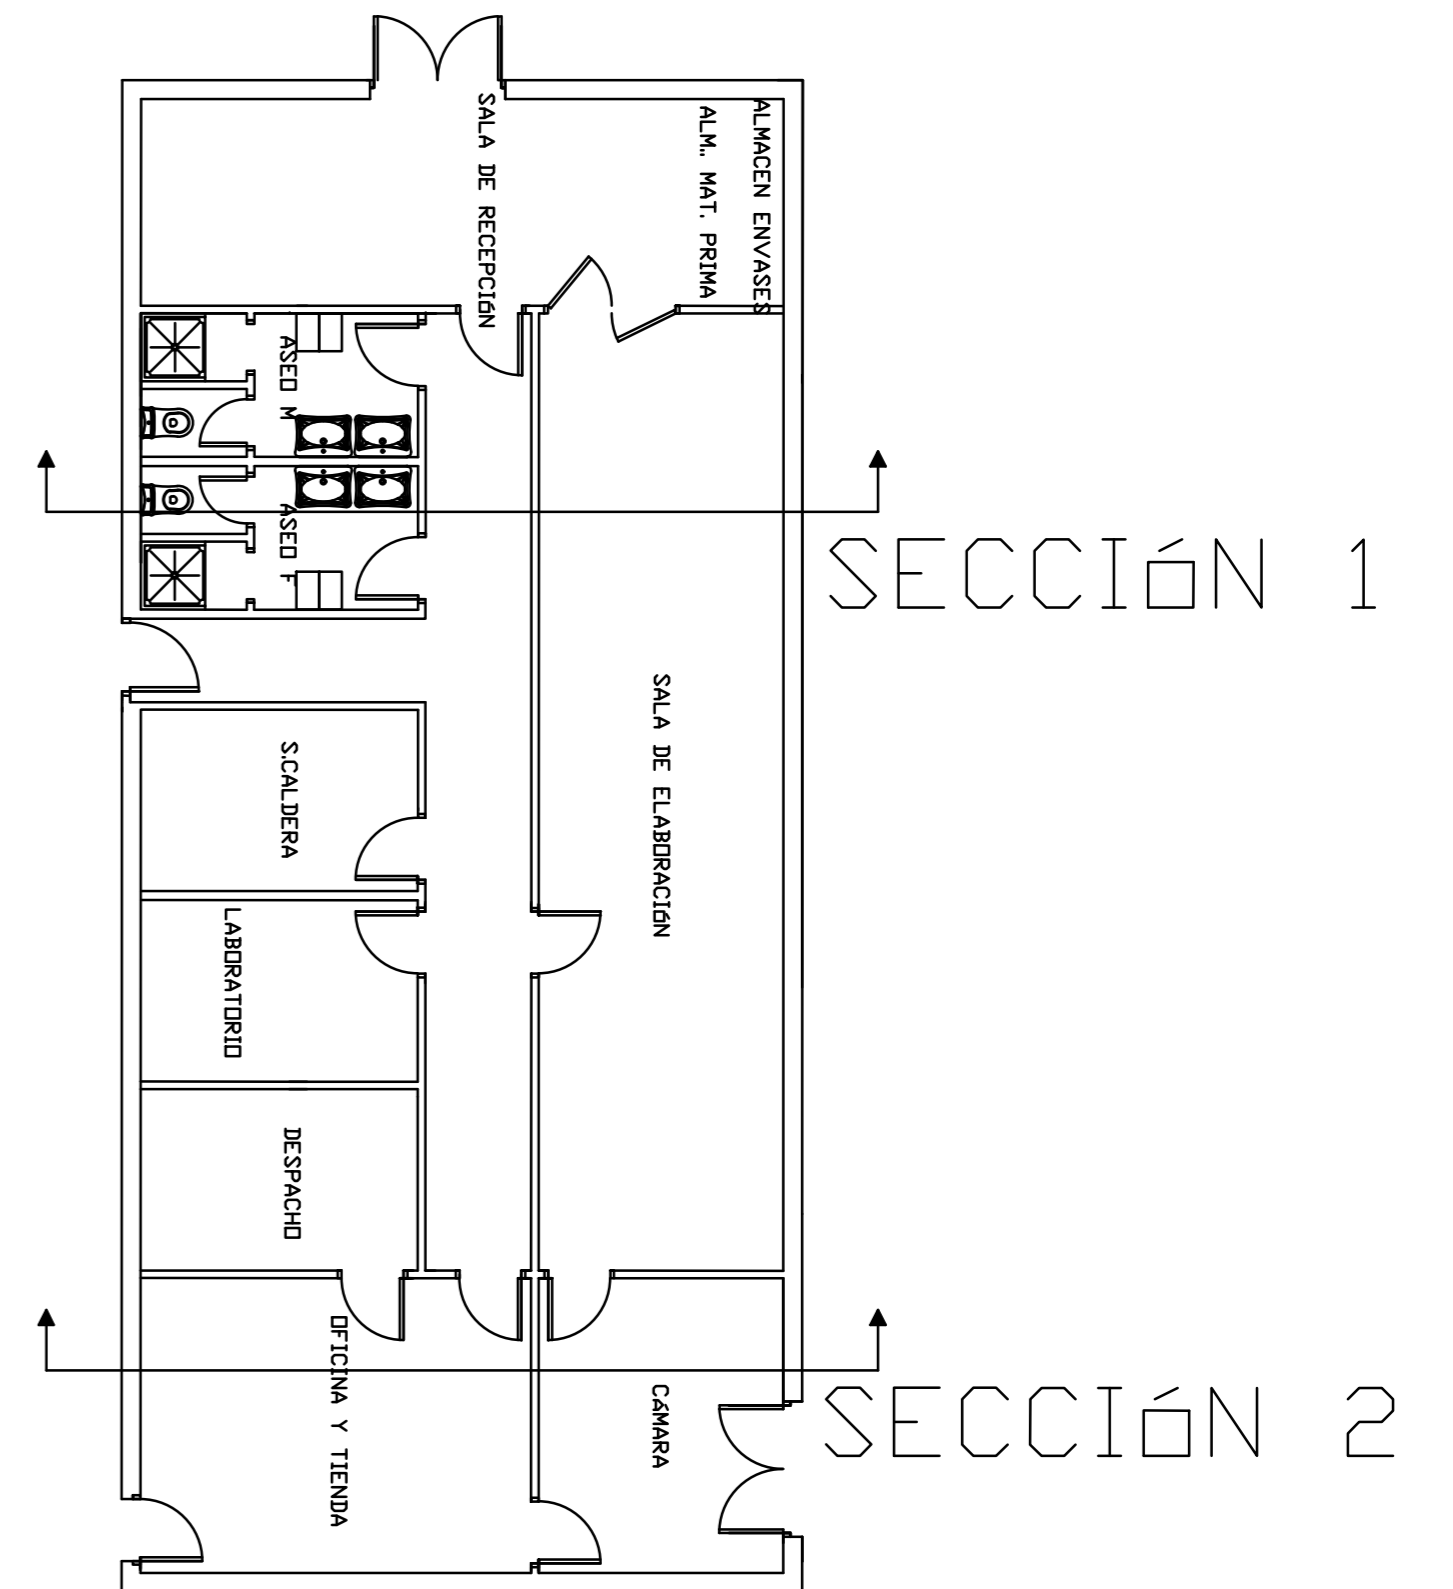 SALA DE RECEPCIÓN
ALM.. MAT. PRIMA
ALMACEN ENVASES
ASEO M
ASEO F
SECCIÓN 1
S.CALDERA
SALA DE ELABORACIÓN
LABORATORIO
DESPACHO
OFICINA Y TIENDA
CÁMARA
SECCIÓN 2